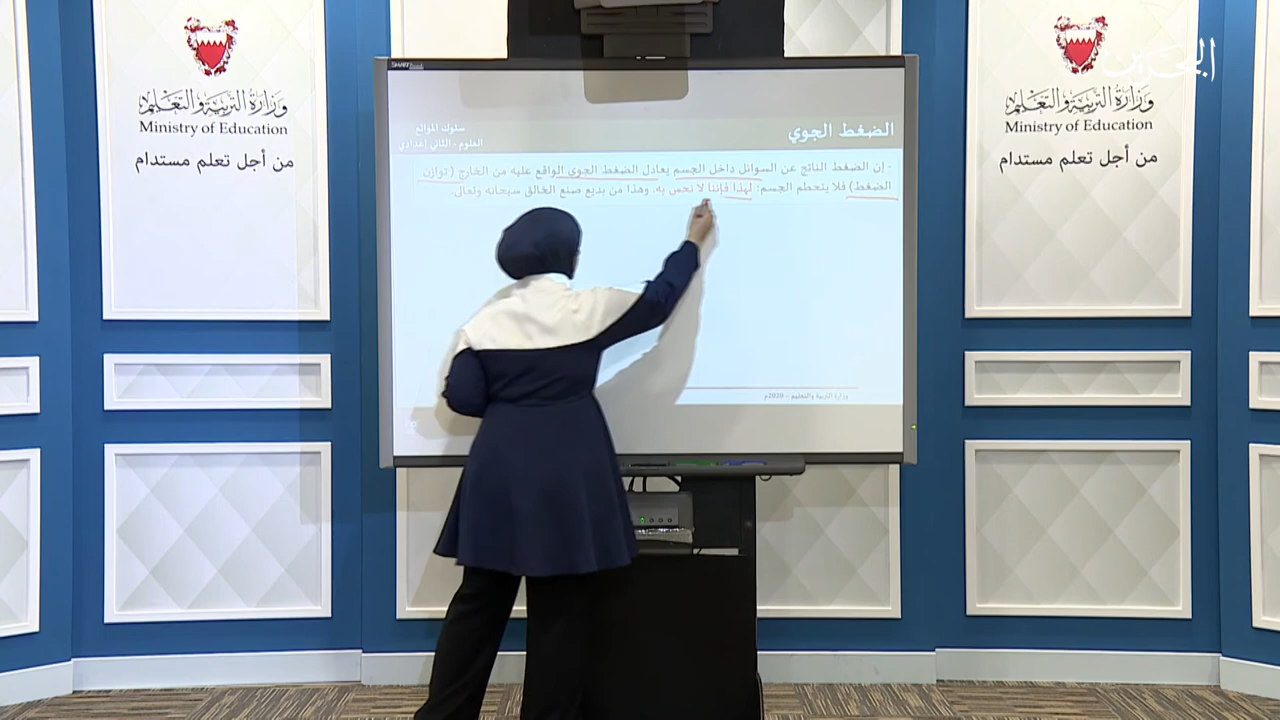 وزارة التربية والتعليم
Ministry of Education
من أجل تعلم مستدام
وزارة التربية والتعليم
Ministry of Education
من أجل تعلم مستدام
البحرين
SMART
الضغط الجوي
سلوك الموائع
العلوم - الثاني إعدادي
- إن الضغط الناتج عن السوائل داخل الجسم يعادل الضغط الجوي الواقع عليه من الخارج (توازن
الضغط) فلا يتحطم الجسم؛ لهذا فإننا لا نحس به. وهذا من بديع صنع الخالق سبحانه وتعالى.
وزارة التربية والتعليم - 2020م